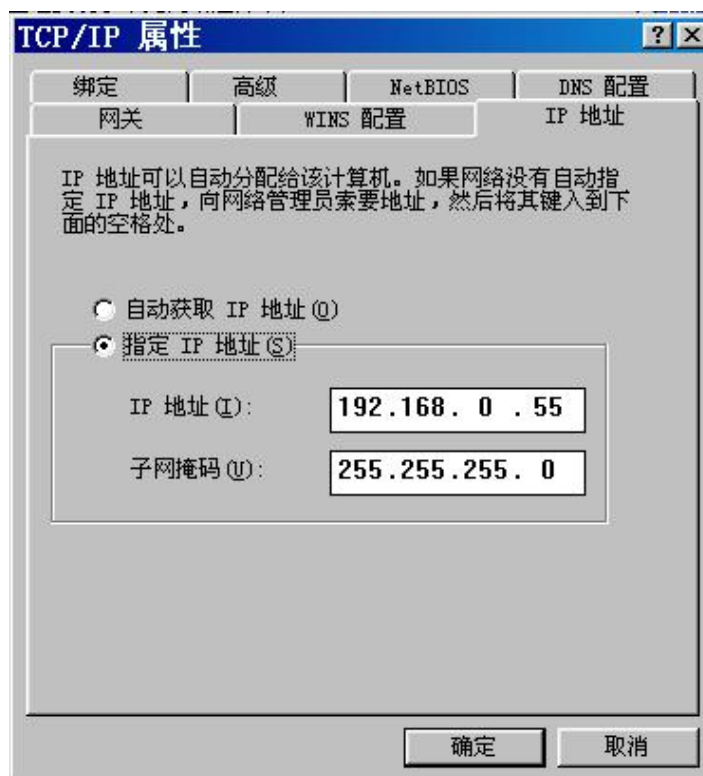 TCP/IP 属性
绑定 高级 NetBIOS DNS 配置
网关 WINS 配置 IP 地址
IP 地址可以自动分配给该计算机。如果网络没有自动指
定 IP 地址，向网络管理员索要地址，然后将其键入到下
面的空格处。
自动获取 IP 地址(O)
指定 IP 地址(S)
IP 地址(I): 192.168. 0 .55
子网掩码(U): 255.255.255. 0
确定 取消